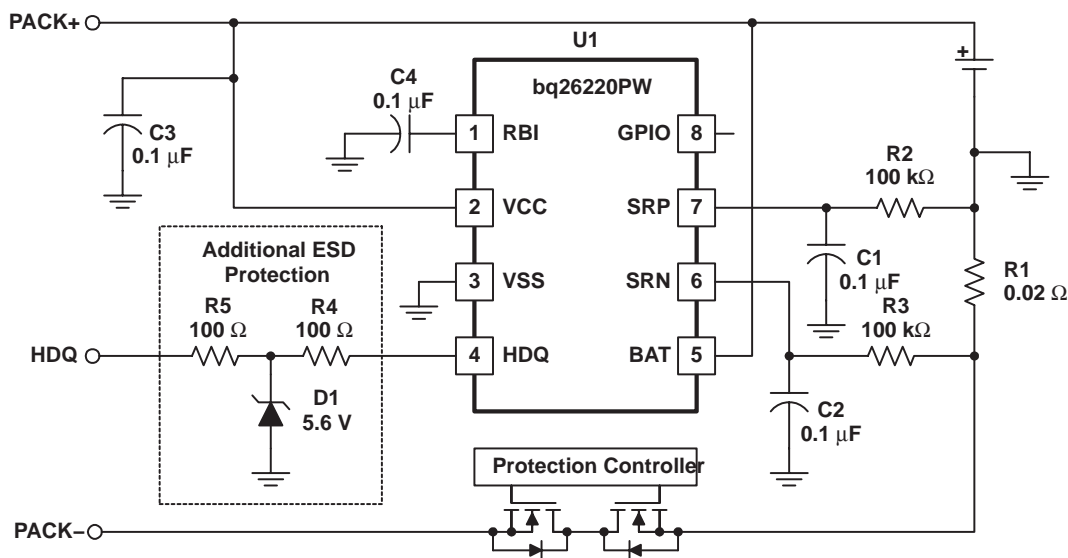 PACK+
U1
bq26220PW
C4
0.1 μF
+
C3
0.1 μF
1
RBI
GPIO
8
R2
100 kΩ
2
VCC
SRP
7
Additional ESD
Protection
C1
0.1 μF
3
VSS
SRN
6
R1
0.02 Ω
R5
100 Ω
R4
100 Ω
R3
100 kΩ
HDQ
4
HDQ
BAT
5
D1
5.6 V
C2
0.1 μF
Protection Controller
PACK−